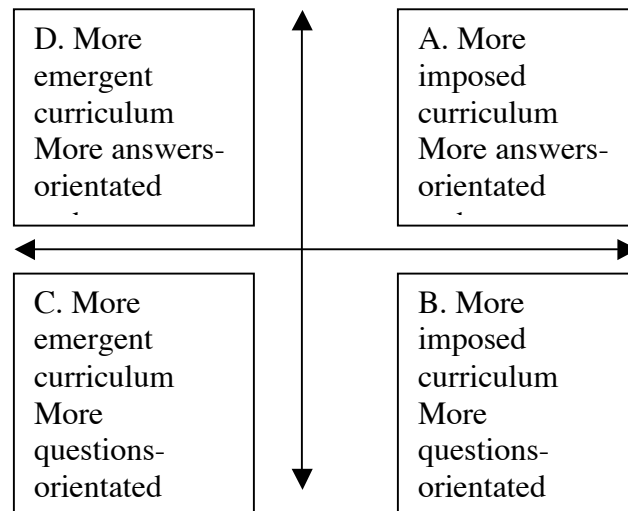 D. More
emergent
curriculum
More answers-
orientated
A. More
imposed
curriculum
More answers-
orientated
C. More
emergent
curriculum
More
questions-
orientated
B. More
imposed
curriculum
More
questions-
orientated